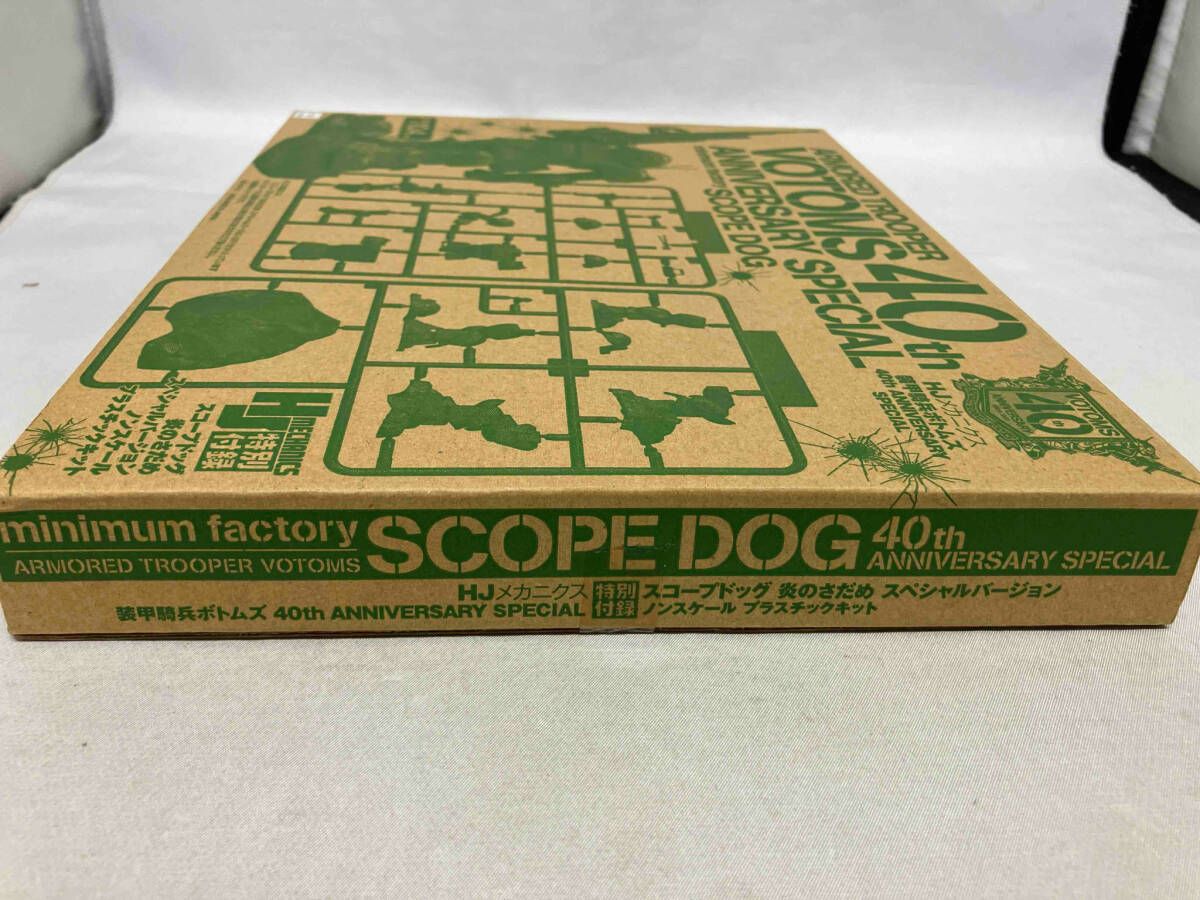 ARMORED TROOPER
VOTOMS 40th
ANNIVERSARY SPECIAL
SCOPE DOG
HJメカニクス
装甲騎兵ボトムズ
40th ANNIVERSARY
SPECIAL
VOTOMS
40
HJ MECHANICS
特別
付録
スコープドッグ
炎のさだめ
スペシャルバージョン
ノンスケール
プラスチックキット
minimum factory
ARMORED TROOPER VOTOMS
SCOPE DOG 40th
ANNIVERSARY SPECIAL
HJメカニクス 特別付録 スコープドッグ 炎のさだめ スペシャルバージョン
装甲騎兵ボトムズ 40th ANNIVERSARY SPECIAL ノンスケール プラスチックキット